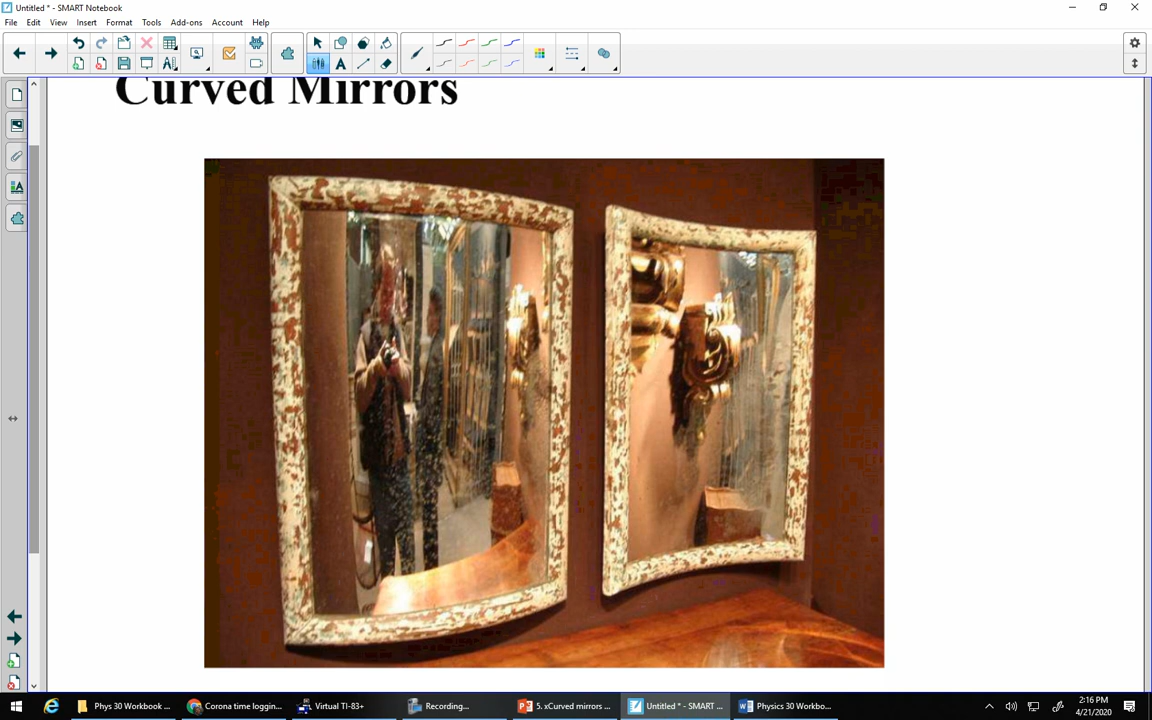 Untitled * - SMART Notebook
File Edit View Insert Format Tools Add-ons Account Help
Curved Mirrors
Phys 30 Workbook ...
Corona time loggin...
Virtual TI-83+
Recording...
5. xCurved mirrors ...
Untitled * - SMART ...
Physics 30 Workbo...
2:16 PM
4/21/2020